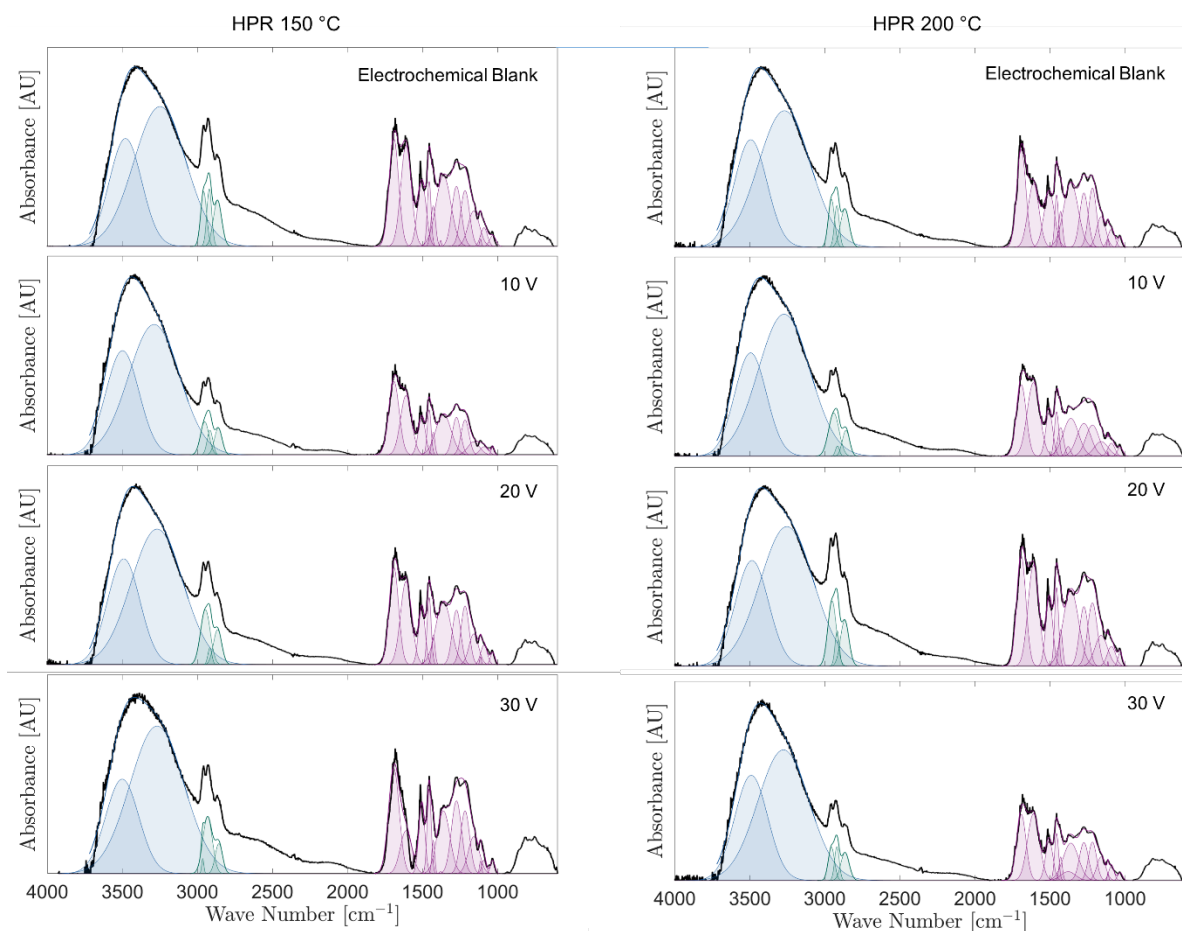 HPR 150 °C
HPR 200 °C
Absorbance [AU]
Electrochemical Blank
Absorbance [AU]
Electrochemical Blank
Absorbance [AU]
10 V
Absorbance [AU]
10 V
Absorbance [AU]
20 V
Absorbance [AU]
20 V
Absorbance [AU]
30 V
Absorbance [AU]
30 V
4000 3500 3000 2500 2000 1500 1000
Wave Number [cm⁻¹]
4000 3500 3000 2500 2000 1500 1000
Wave Number [cm⁻¹]